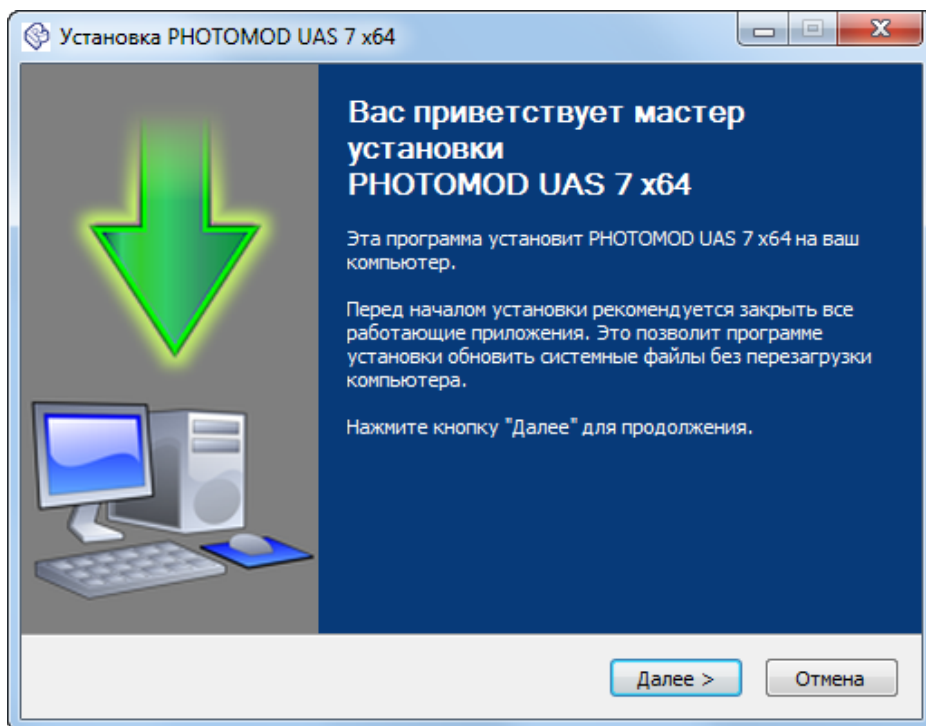 Установка PHOTOMOD UAS 7 x64
Вас приветствует мастер
установки
PHOTOMOD UAS 7 x64
Эта программа установит PHOTOMOD UAS 7 x64 на ваш
компьютер.
Перед началом установки рекомендуется закрыть все
работающие приложения. Это позволит программе
установки обновить системные файлы без перезагрузки
компьютера.
Нажмите кнопку "Далее" для продолжения.
Далее >
Отмена